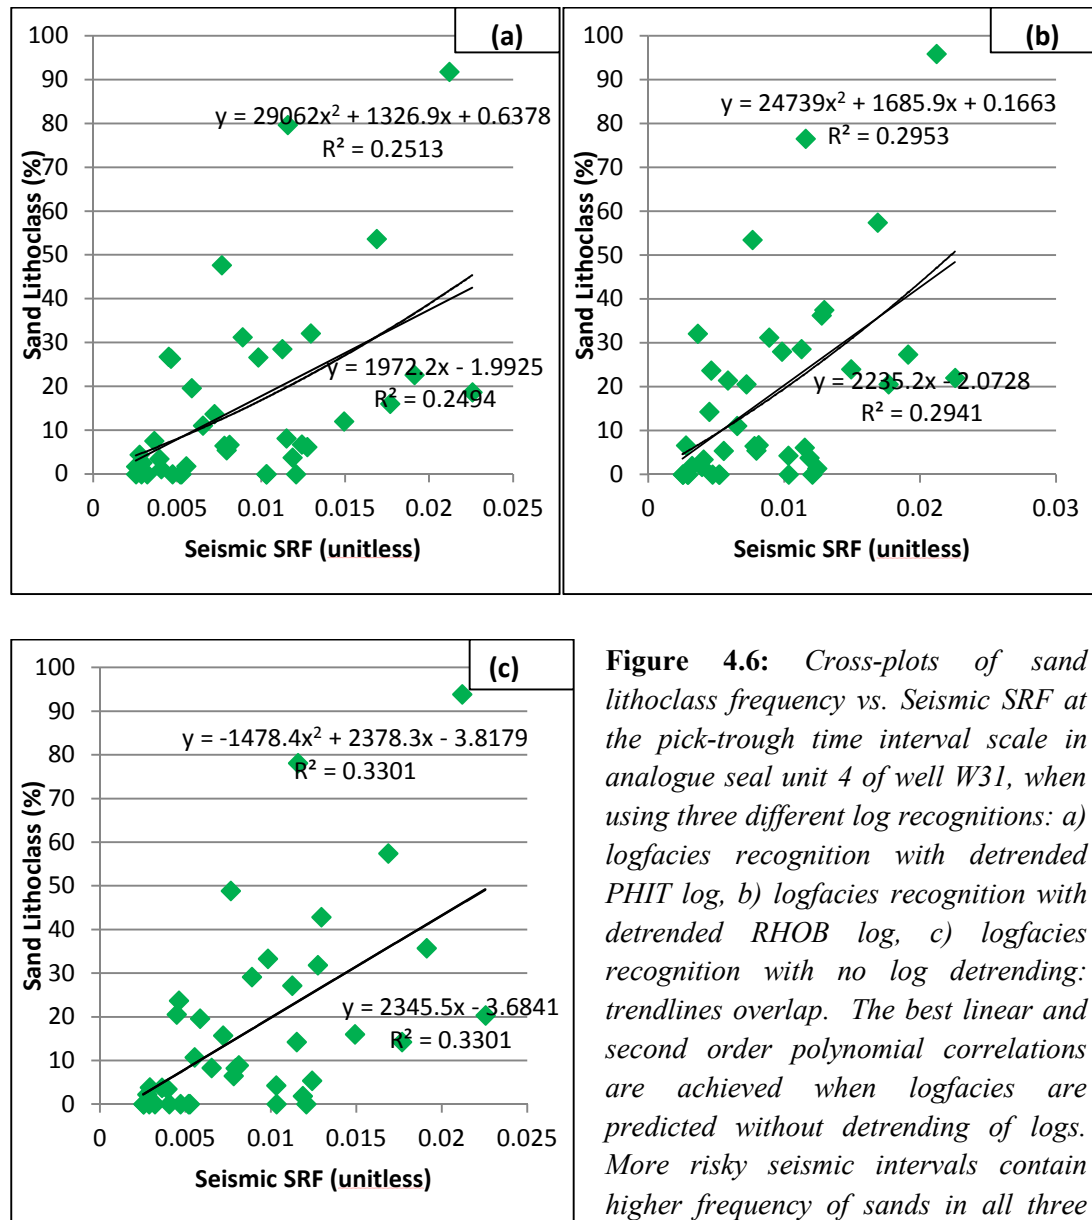 (a)
100
90
80
70
60
50
40
30
20
10
0
Sand Lithoclass (%)
y = 29062x² + 1326.9x + 0.6378
R² = 0.2513
y = 1972.2x - 1.9925
R² = 0.2494
0 0.005 0.01 0.015 0.02 0.025
Seismic SRF (unitless)
(b)
100
90
80
70
60
50
40
30
20
10
0
Sand Lithoclass (%)
y = 24739x² + 1685.9x + 0.1663
R² = 0.2953
y = 2235.2x - 2.0728
R² = 0.2941
0 0.01 0.02 0.03
Seismic SRF (unitless)
(c)
100
90
80
70
60
50
40
30
20
10
0
Sand Lithoclass (%)
y = -1478.4x² + 2378.3x - 3.8179
R² = 0.3301
y = 2345.5x - 3.6841
R² = 0.3301
0 0.005 0.01 0.015 0.02 0.025
Seismic SRF (unitless)
Figure 4.6: Cross-plots of sand
lithoclass frequency vs. Seismic SRF at
the pick-trough time interval scale in
analogue seal unit 4 of well W31, when
using three different log recognitions: a)
logfacies recognition with detrended
PHIT log, b) logfacies recognition with
detrended RHOB log, c) logfacies
recognition with no log detrending:
trendlines overlap. The best linear and
second order polynomial correlations
are achieved when logfacies are
predicted without detrending of logs.
More risky seismic intervals contain
higher frequency of sands in all three